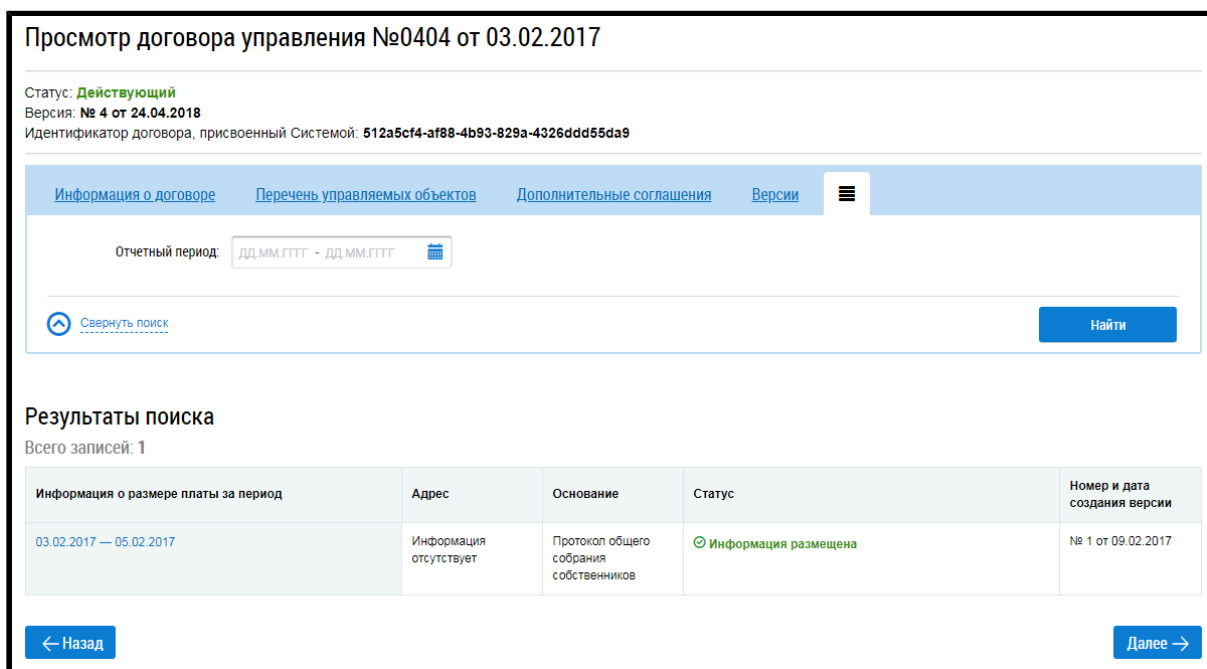 Просмотр договора управления №0404 от 03.02.2017
Статус: Действующий
Версия: № 4 от 24.04.2018
Идентификатор договора, присвоенный Системой: 512a5cf4-af88-4b93-829a-4326ddd55da9
Информация о договоре Перечень управляемых объектов Дополнительные соглашения Версии
Отчетный период: ДД.ММ.ГГГГ - ДД.ММ.ГГГГ
Свернуть поиск Найти
Результаты поиска
Всего записей: 1
Информация о размере платы за период Адрес Основание Статус Номер и дата
создания версии
03.02.2017 — 05.02.2017 Информация Протокол общего Информация размещена № 1 от 09.02.2017
отсутствует собрания
собственников
← Назад Далее →